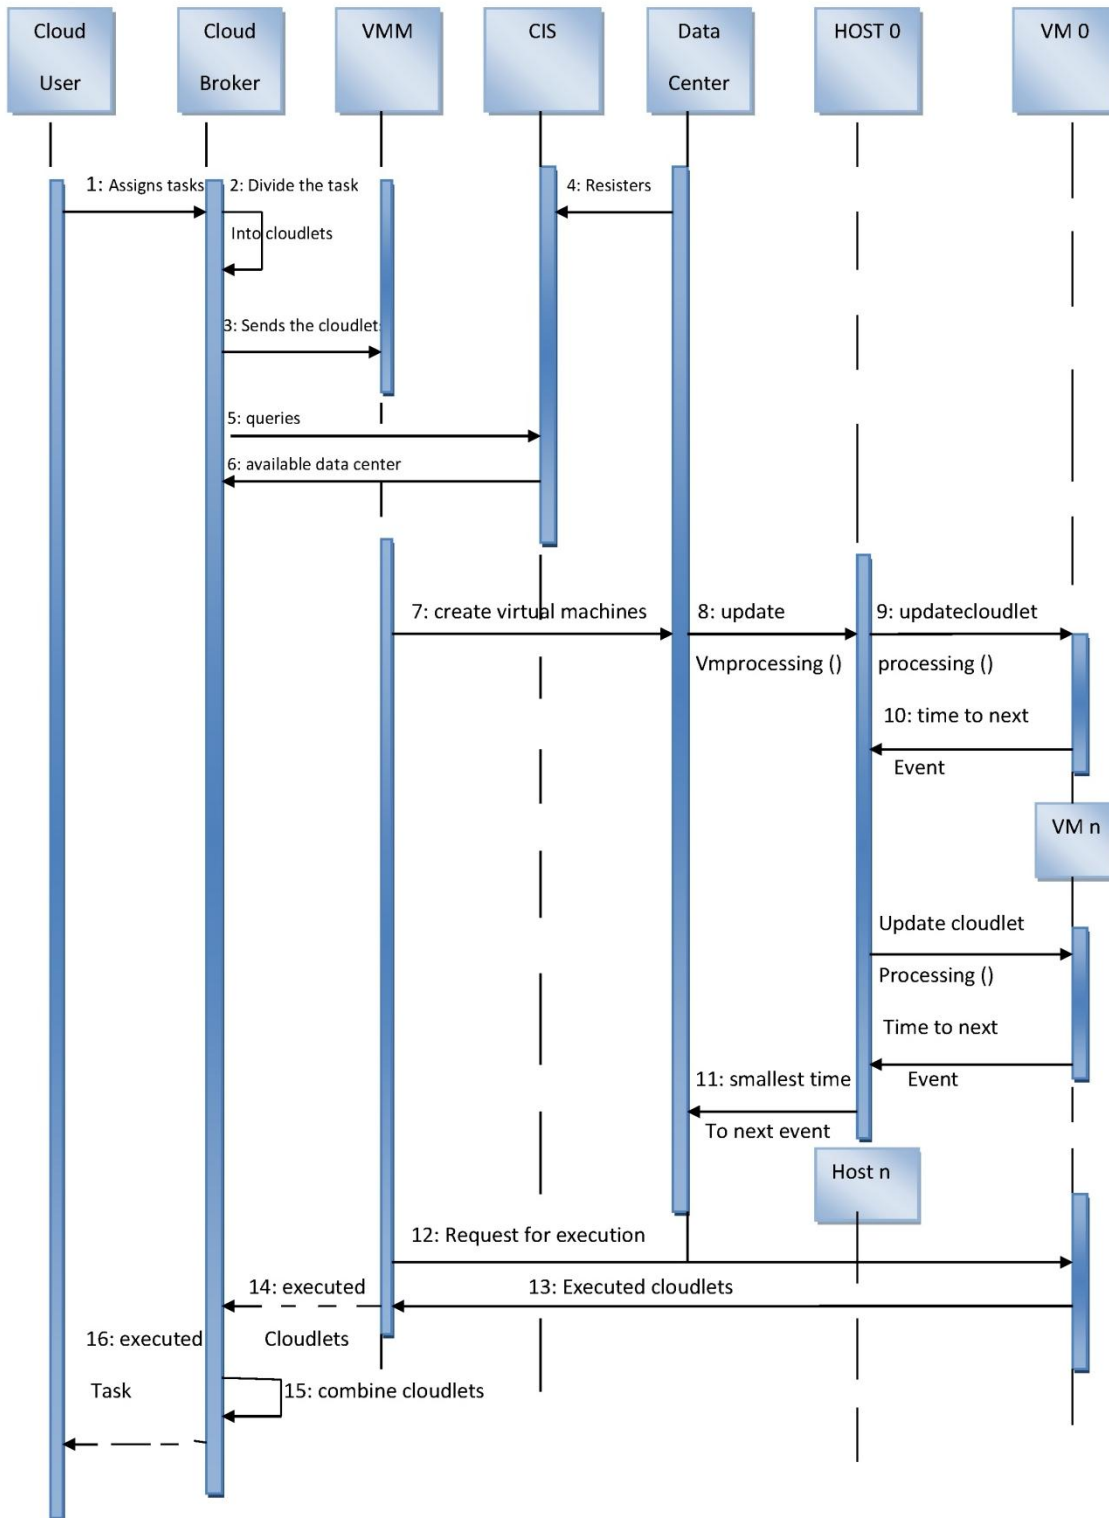 Cloud
User
Cloud
Broker
VMM
CIS
Data
Center
HOST 0
VM 0
1: Assigns tasks
2: Divide the task
Into cloudlets
4: Resisters
3: Sends the cloudlets
5: queries
6: available data center
7: create virtual machines
8: update
Vmprocessing ()
9: updatecloudlet
processing ()
10: time to next
Event
VM n
Update cloudlet
Processing ()
Time to next
Event
11: smallest time
To next event
Host n
12: Request for execution
13: Executed cloudlets
14: executed
Cloudlets
16: executed
Task
15: combine cloudlets